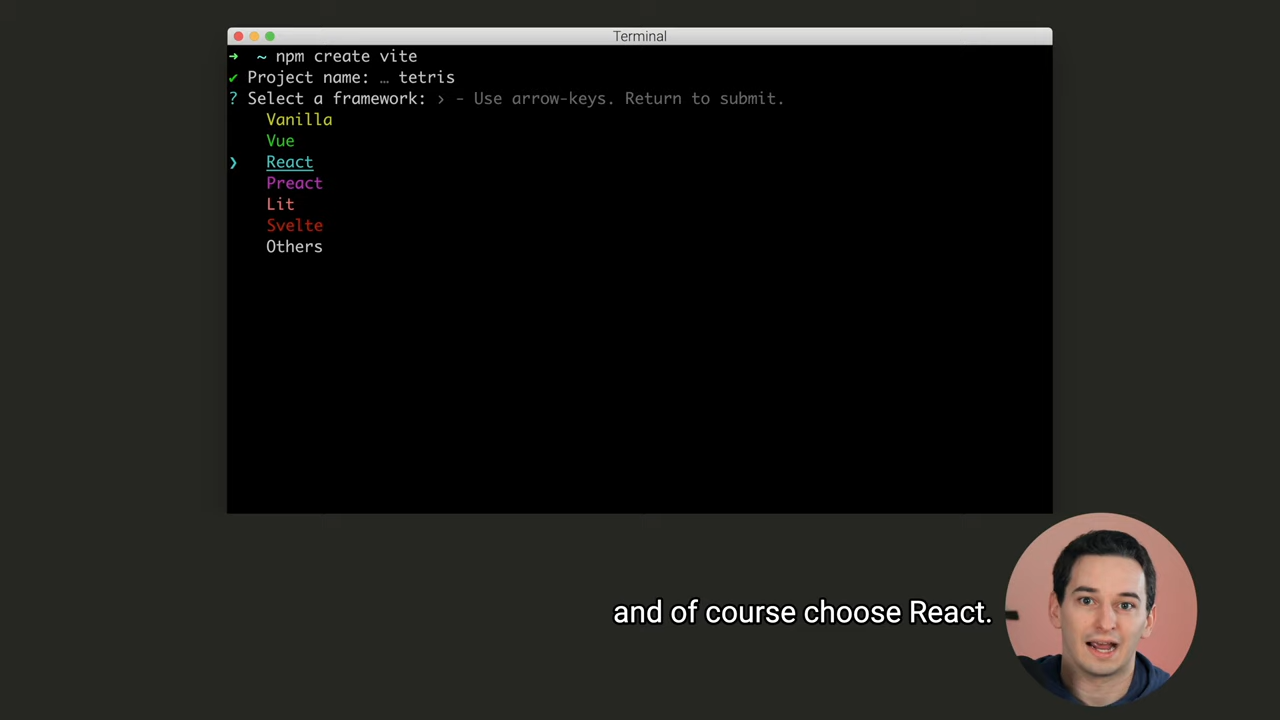 Terminal
➜ ~ npm create vite
✔ Project name: … tetris
? Select a framework: › - Use arrow-keys. Return to submit.
Vanilla
Vue
❯ React
Preact
Lit
Svelte
Others
and of course choose React.